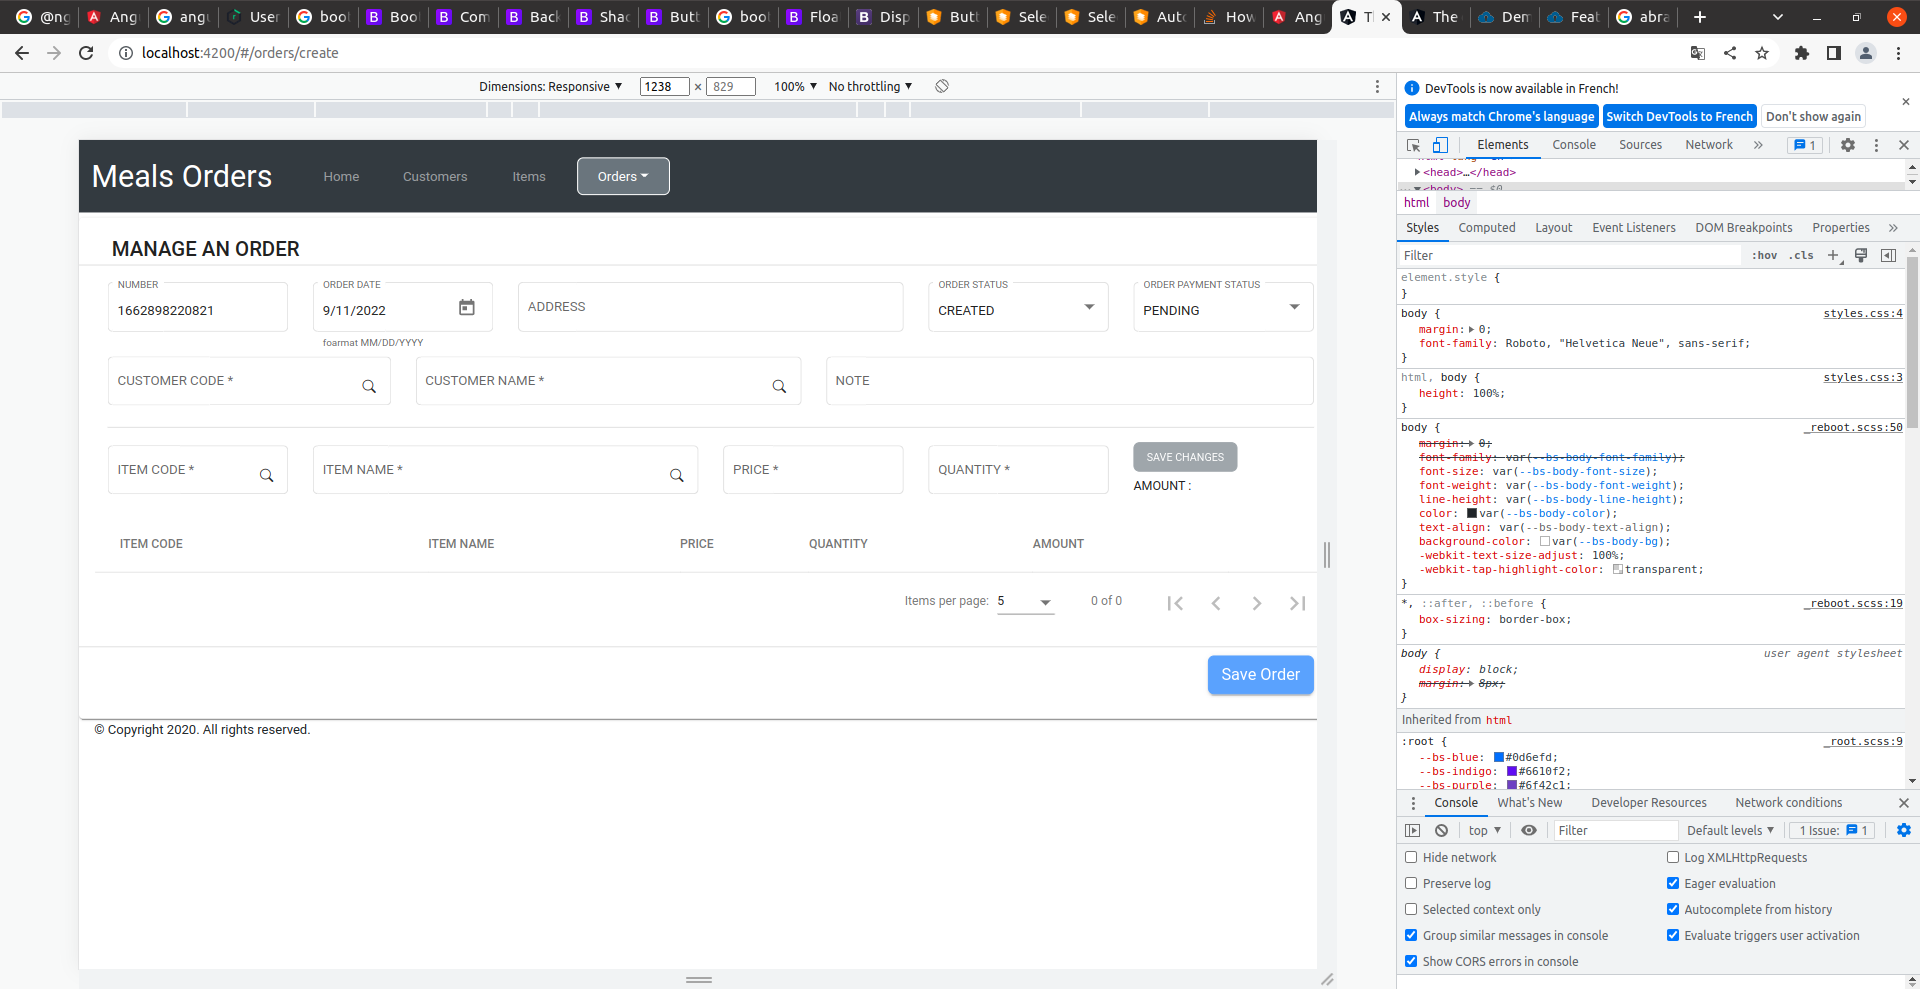 @ng
Ang
angu
User
boot
Boo
Com
Back
Shac
Butt
boot
Floa
Disp
Butt
Sele
Sele
Auto
How
Ang
T
The
Dem
Feat
abra
localhost:4200/#/orders/create
Dimensions: Responsive 1238 × 829 100% No throttling
Meals Orders Home Customers Items Orders
MANAGE AN ORDER
NUMBER ORDER DATE ORDER STATUS ORDER PAYMENT STATUS
1662898220821 9/11/2022 ADDRESS CREATED PENDING
foarmat MM/DD/YYYY
CUSTOMER CODE * CUSTOMER NAME * NOTE
ITEM CODE * ITEM NAME * PRICE * QUANTITY * SAVE CHANGES
AMOUNT :
ITEM CODE ITEM NAME PRICE QUANTITY AMOUNT
Items per page: 5 0 of 0
Save Order
© Copyright 2020. All rights reserved.
DevTools is now available in French!
Always match Chrome's language Switch DevTools to French Don't show again
Elements Console Sources Network » 1
<head>…</head>
<body> == $0
html body
Styles Computed Layout Event Listeners DOM Breakpoints Properties »
Filter :hov .cls +
element.style {
}
body { styles.css:4
margin: 0;
font-family: Roboto, "Helvetica Neue", sans-serif;
}
html, body { styles.css:3
height: 100%;
}
body { _reboot.scss:50
margin: 0;
font-family: var(--bs-body-font-family);
font-size: var(--bs-body-font-size);
font-weight: var(--bs-body-font-weight);
line-height: var(--bs-body-line-height);
color: var(--bs-body-color);
text-align: var(--bs-body-text-align);
background-color: var(--bs-body-bg);
-webkit-text-size-adjust: 100%;
-webkit-tap-highlight-color: transparent;
}
*, ::after, ::before { _reboot.scss:19
box-sizing: border-box;
}
body { user agent stylesheet
display: block;
margin: 8px;
}
Inherited from html
:root { _root.scss:9
--bs-blue: #0d6efd;
--bs-indigo: #6610f2;
--bs-purple: #6f42c1;
Console What's New Developer Resources Network conditions
top Filter Default levels 1 Issue: 1
Hide network Log XMLHttpRequests
Preserve log Eager evaluation
Selected context only Autocomplete from history
Group similar messages in console Evaluate triggers user activation
Show CORS errors in console